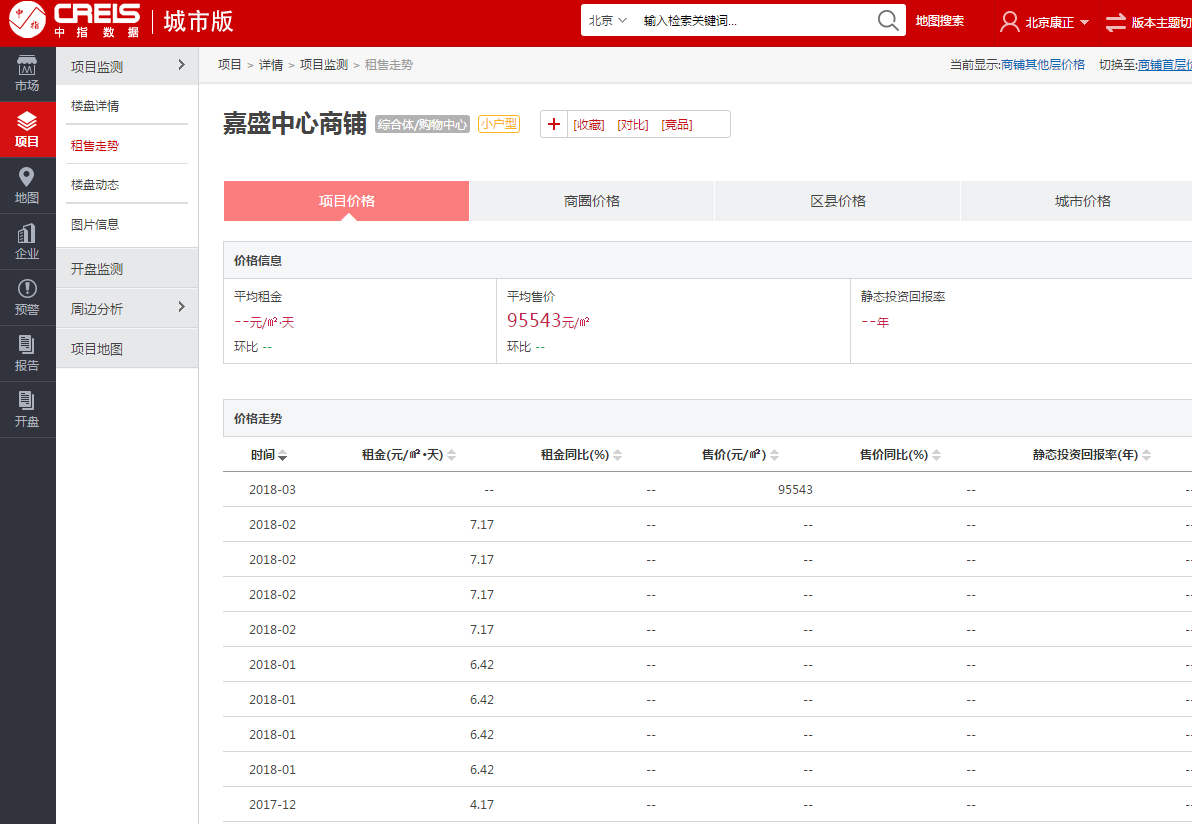 中指 CREIS 城市版
中指数据
北京 输入检索关键词... 地图搜索 北京康正 版本主题切
市场
项目
地图
企业
预警
报告
开盘
项目监测
楼盘详情
租售走势
楼盘动态
图片信息
开盘监测
周边分析
项目地图
项目 > 详情 > 项目监测 > 租售走势 当前显示:商铺其他层价格 切换至:商铺首层价
嘉盛中心商铺 综合体/购物中心 小户型 + [收藏] [对比] [竞品]
项目价格 商圈价格 区县价格 城市价格
价格信息
平均租金 平均售价 静态投资回报率
--元/㎡·天 95543元/㎡ --年
环比 -- 环比 --
价格走势
时间 租金(元/㎡·天) 租金同比(%) 售价(元/㎡) 售价同比(%) 静态投资回报率(年)
2018-03 -- -- 95543 -- --
2018-02 7.17 -- -- -- --
2018-02 7.17 -- -- -- --
2018-02 7.17 -- -- -- --
2018-02 7.17 -- -- -- --
2018-01 6.42 -- -- -- --
2018-01 6.42 -- -- -- --
2018-01 6.42 -- -- -- --
2018-01 6.42 -- -- -- --
2017-12 4.17 -- -- -- --